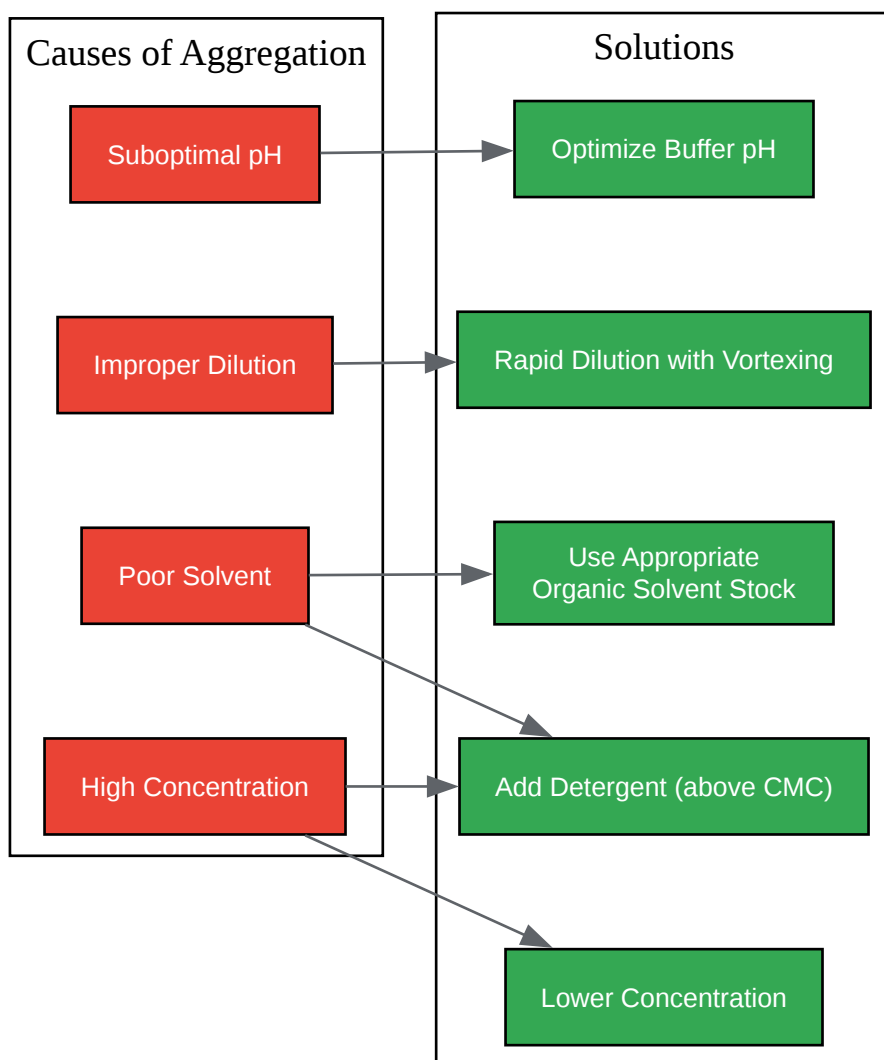 Causes of Aggregation
Solutions
Suboptimal pH
Optimize Buffer pH
Improper Dilution
Rapid Dilution with Vortexing
Poor Solvent
Use Appropriate
Organic Solvent Stock
High Concentration
Add Detergent (above CMC)
Lower Concentration